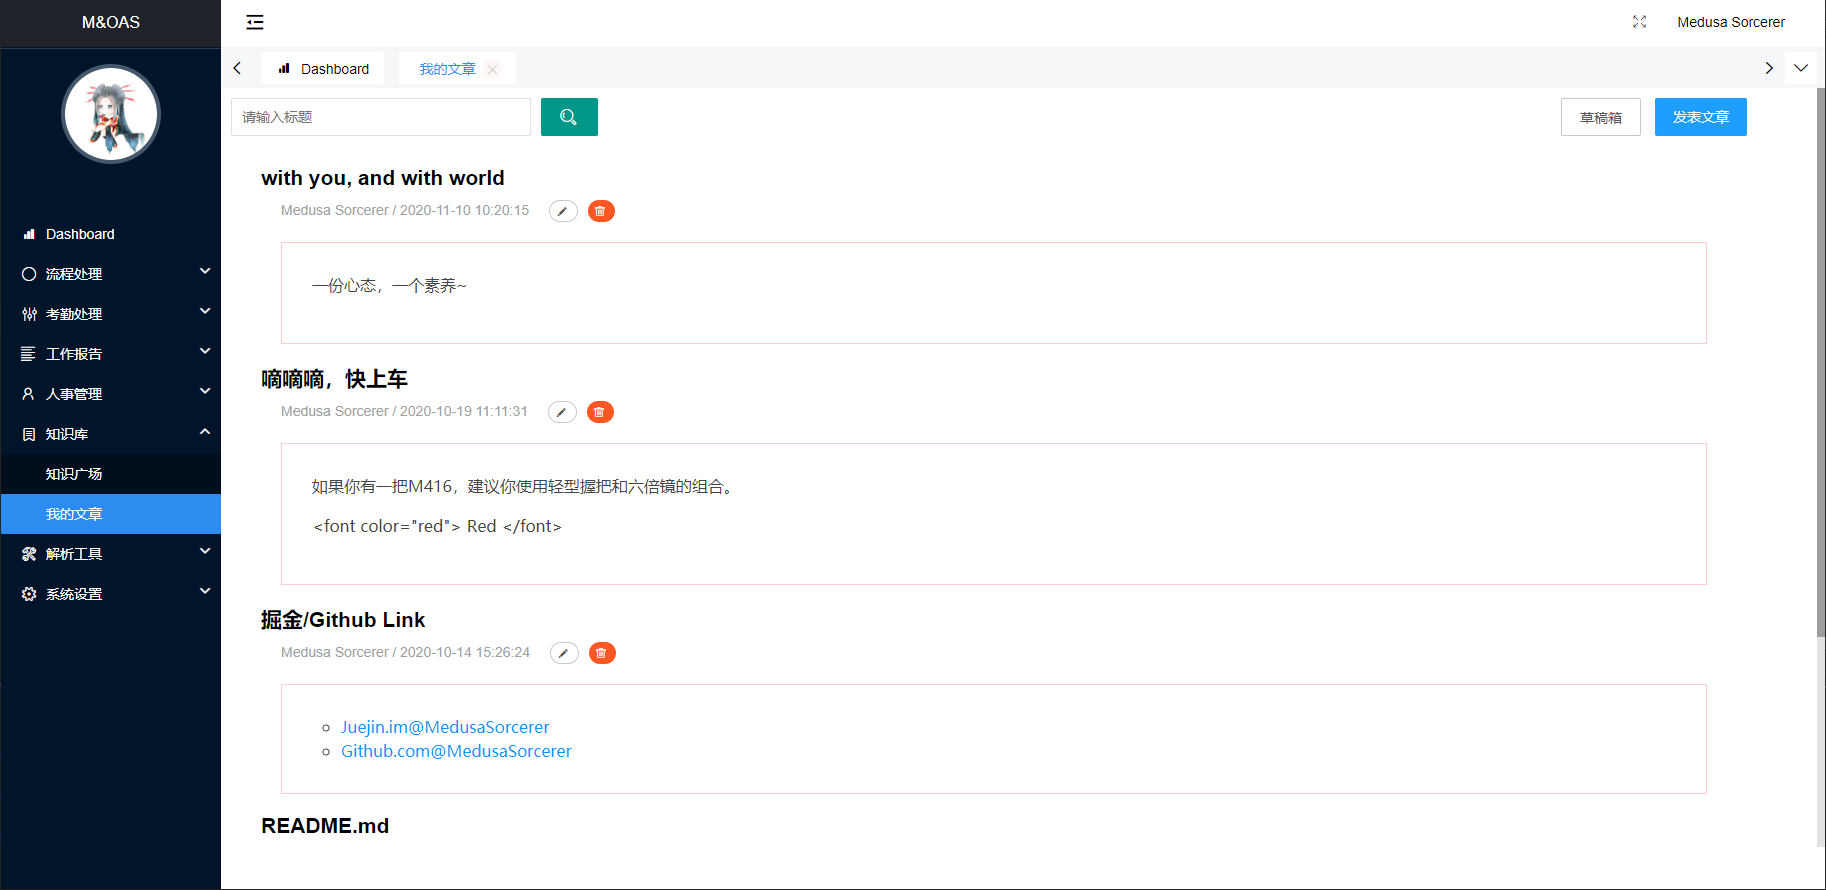 M&OAS
Medusa Sorcerer
Dashboard
我的文章
请输入标题
草稿箱
发表文章
Dashboard
流程处理
考勤处理
工作报告
人事管理
知识库
知识广场
我的文章
解析工具
系统设置
with you, and with world
Medusa Sorcerer / 2020-11-10 10:20:15
一份心态，一个素养~
嘀嘀嘀，快上车
Medusa Sorcerer / 2020-10-19 11:11:31
如果你有一把M416，建议你使用轻型握把和六倍镜的组合。
<font color="red"> Red </font>
掘金/Github Link
Medusa Sorcerer / 2020-10-14 15:26:24
Juejin.im@MedusaSorcerer
Github.com@MedusaSorcerer
README.md